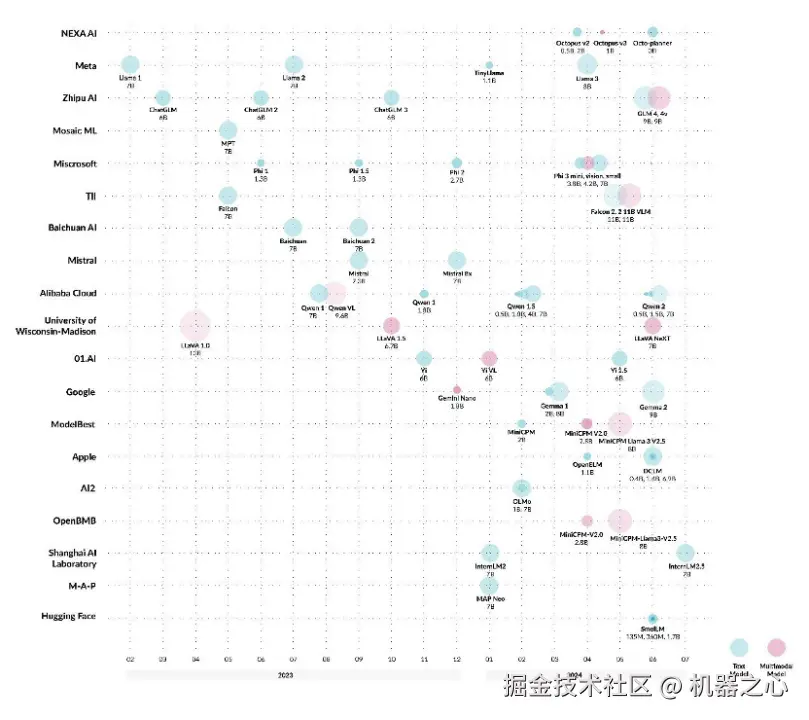 NEXA AI
Octopus v2
0.5B, 2B
Octopus v3
1B
Octo-planner
3B
Meta
Llama 1
7B
Llama 2
7B
TinyLlama
1.1B
Llama 3
8B
Zhipu AI
ChatGLM
6B
ChatGLM 2
6B
ChatGLM 3
6B
GLM 4, 4v
9B, 9B
Mosaic ML
MPT
7B
Miscrosoft
Phi 1
1.3B
Phi 1.5
1.3B
Phi 2
2.7B
Phi 3 mini, vision, small
3.8B, 4.2B, 7B
TII
Falcon
7B
Falcon 2, 2 11B VLM
11B, 11B
Baichuan AI
Baichuan
7B
Baichuan 2
7B
Mistral
Mistral
7.3B
7B
Alibaba Cloud
Qwen 1
7B
Qwen VL
9.6B
1.8B
Qwen 1.5
0.5B, 1.8B, 4B, 7B
Qwen 2
0.5B, 1.5B, 7B
University of
Wisconsin-Madison
LLaVA 1.0
13B
LLaVA 1.5
6.7B
LLaVA NeXT
7B
01.AI
Yi
6B
Yi VL
6B
Yi 1.5
6B
Google
Gemini Nano
1.8B
Gemma 1
2B, 8B
Gemma 2
9B
ModelBest
MiniCPM
2B
MiniCPM V2.0
2.8B
MiniCPM Llama 3 V2.5
8B
Apple
OpenELM
1.1B
DCLM
0.4B, 1.4B, 6.9B
AI2
OLMo
1B, 7B
OpenBMB
MiniCPM-V2.0
2.8B
MiniCPM-Llama3-V2.5
8B
Shanghai AI
Laboratory
InternLM2
7B
InternLM2.5
7B
M-A-P
MAP Neo
7B
Hugging Face
SmolLM
135M, 360M, 1.7B
02 03 04 05 06 07 08 09 10 11 12 01 02 03 04 05 06 07
2023
2024
Text
Model
Multimodal
Model
掘金技术社区 @ 机器之心